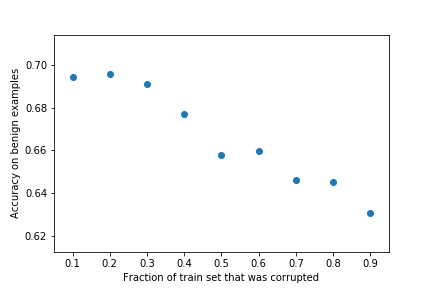 0.70
0.68
0.66
0.64
0.62
Accuracy on benign examples
0.1 0.2 0.3 0.4 0.5 0.6 0.7 0.8 0.9
Fraction of train set that was corrupted